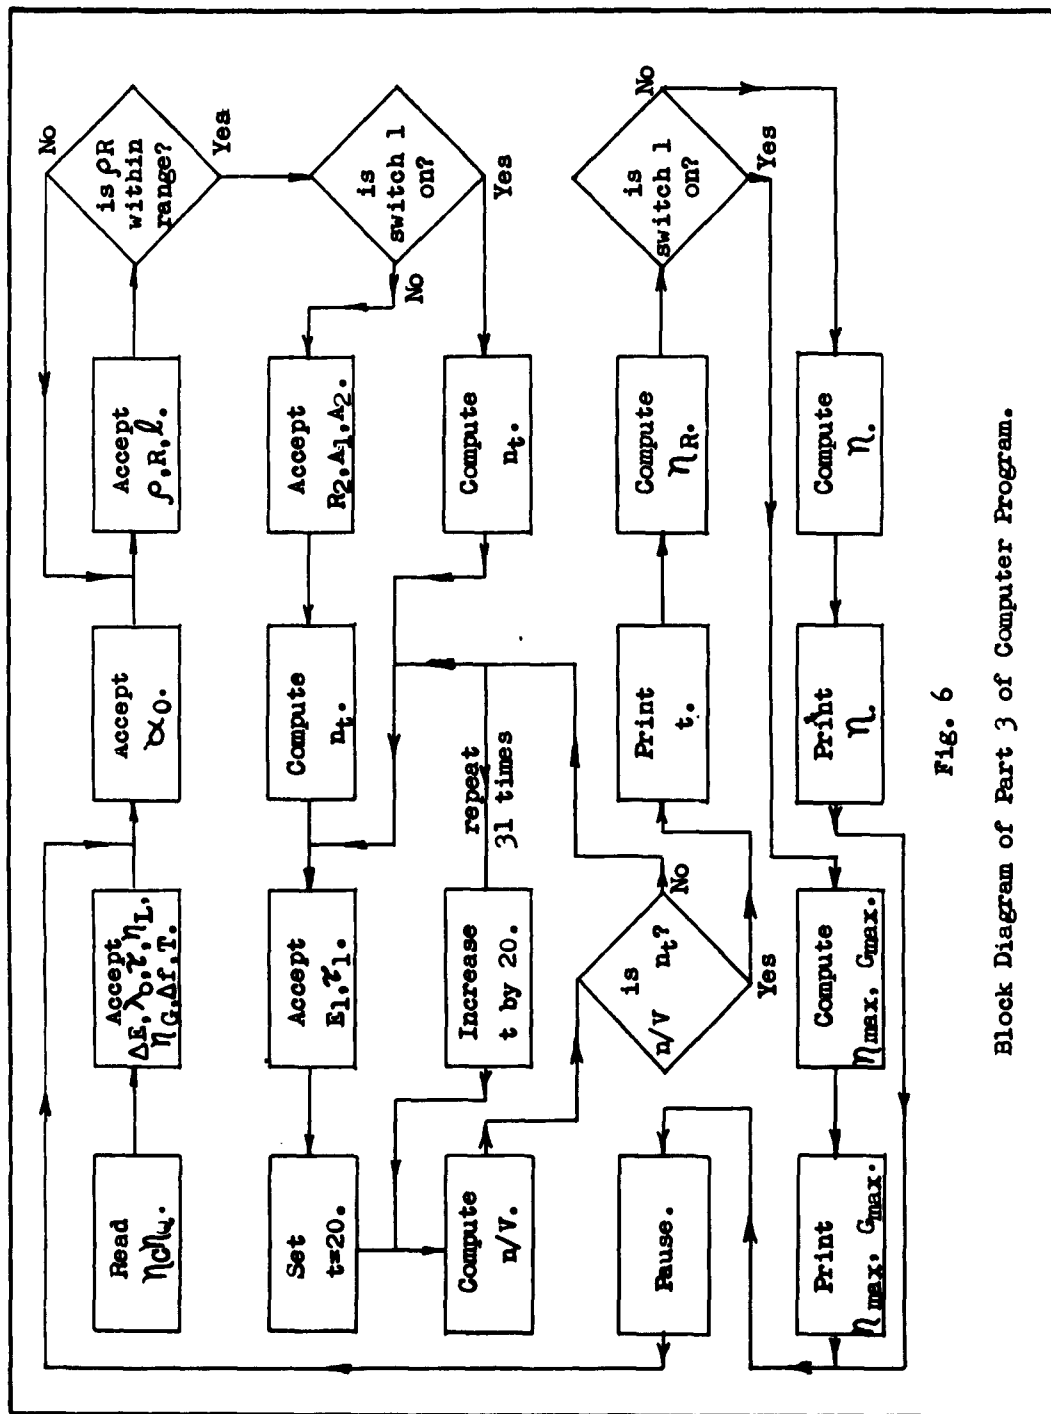 Read
ηCηω.
Accept
ΔE, λ0, τ, ηL,
ηG, Δf, T.
Accept
α0.
Accept
ρ, R, ℓ.
is ρR
within
range?
No
Yes
Set
t=20.
Accept
E1, τ1.
Compute
nt.
Accept
R2, A1, A2.
is
switch 1
on?
No
Yes
Compute
n/V.
Increase
t by 20.
repeat
31 times
Compute
nt.
Pause.
is
n/V nt?
No
Yes
Print
t.
Compute
ηR.
is
switch 1
on?
No
Yes
Print
ηmax, Gmax.
Compute
ηmax, Gmax.
Print
η.
Compute
η.
Fig. 6
Block Diagram of Part 3 of Computer Program.